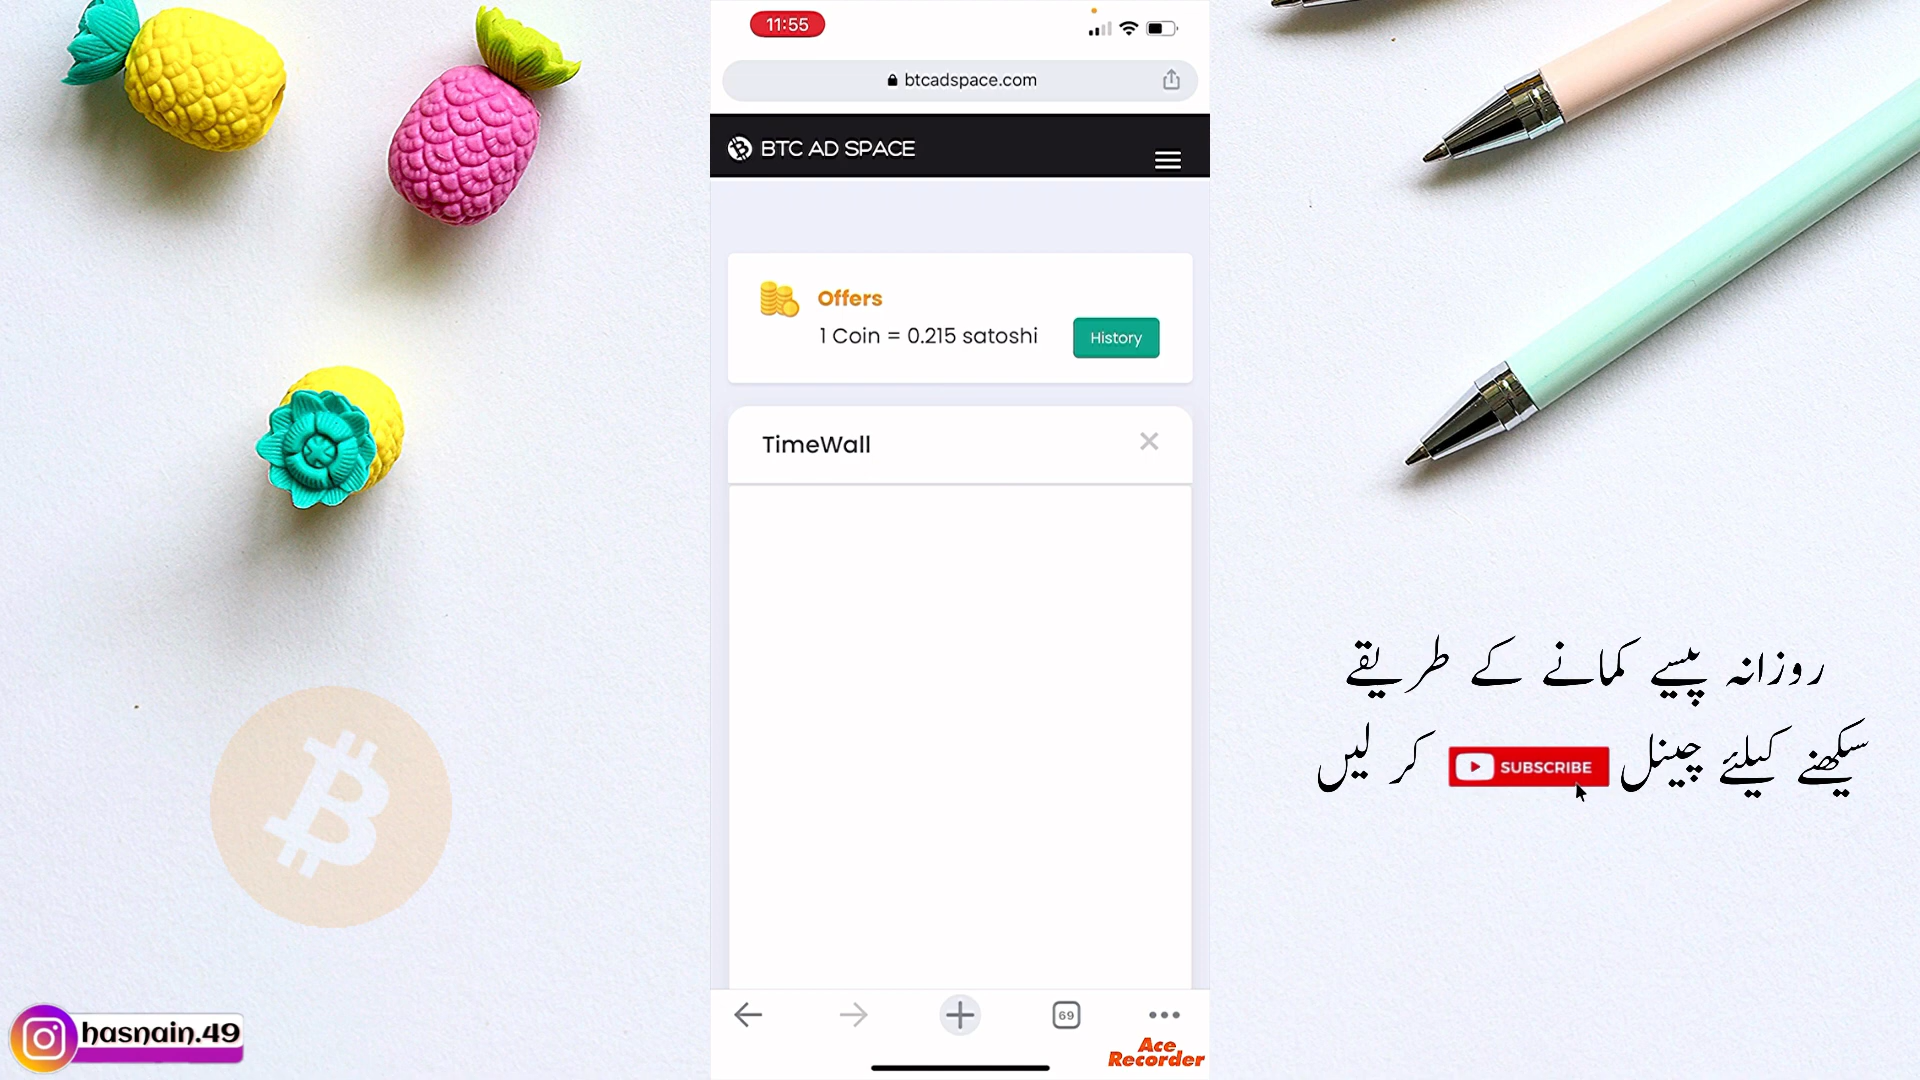 11:55
btcadspace.com
BTC AD SPACE
Offers
1 Coin = 0.215 satoshi
History
TimeWall
روزانہ پیسے کمانے کے طریقے
سیکھنے کیلئے چینل SUBSCRIBE کر لیں
69
Ace
Recorder
hasnain.49